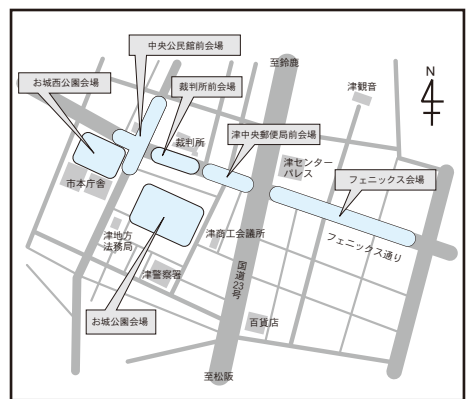 中央公民館前会場
至鈴鹿
お城西公園会場
裁判所前会場
津観音
N
裁判所
津中央郵便局前会場
津センター
パレス
フェニックス会場
市本庁舎
津地方
法務局
津商工会議所
フェニックス通り
津警察署
国道23号
お城公園会場
百貨店
至松阪